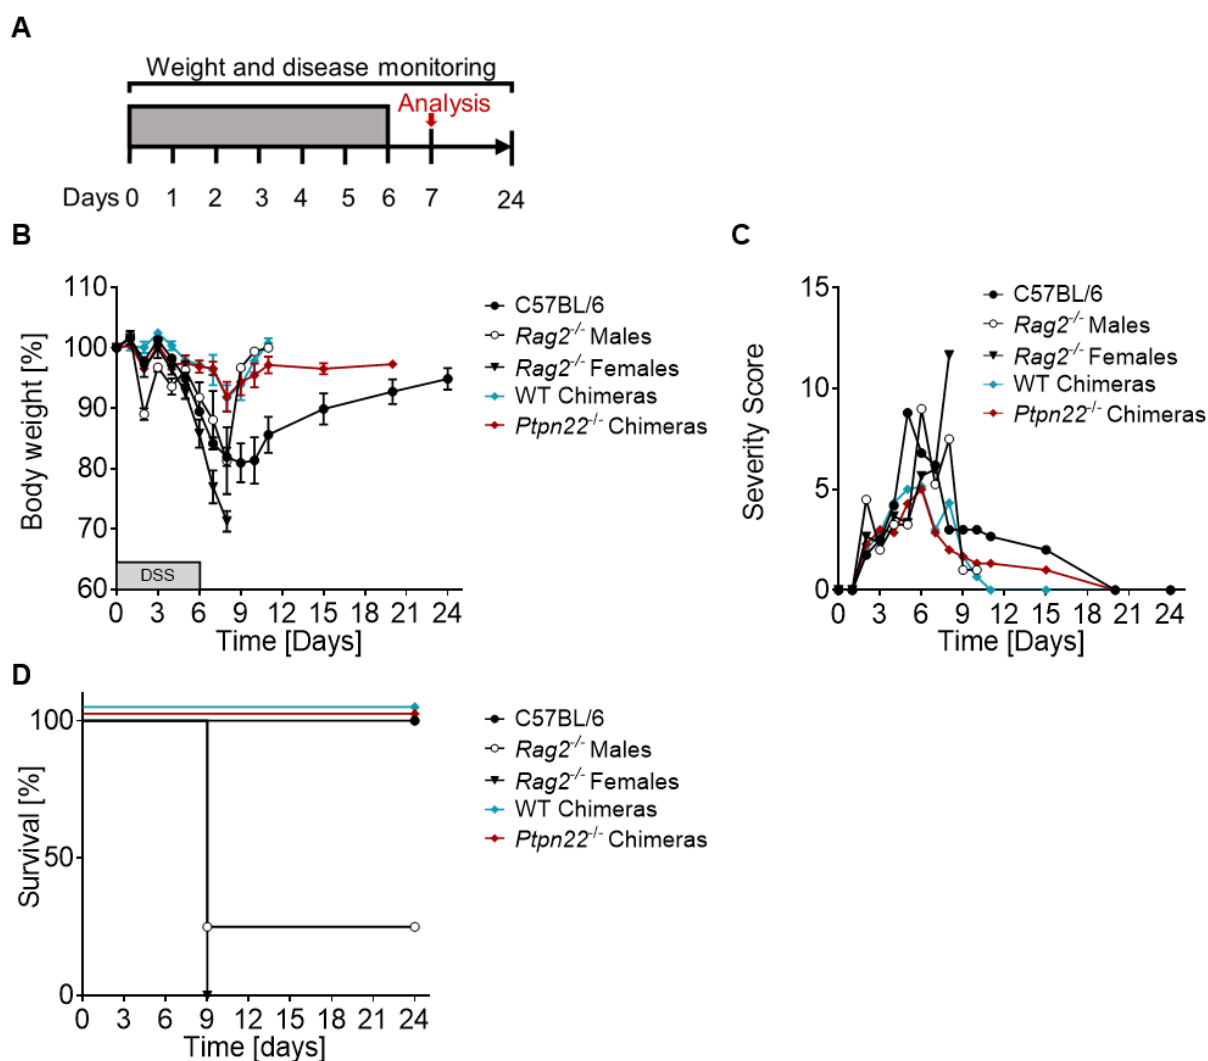 A
Weight and disease monitoring
Analysis
Days 0 1 2 3 4 5 6 7 24
B
Body weight [%]
110
100
90
80
70
60
DSS
0 3 6 9 12 15 18 21 24
Time [Days]
C57BL/6
Rag2-/- Males
Rag2-/- Females
WT Chimeras
Ptpn22-/- Chimeras
C
Severity Score
15
10
5
0
0 3 6 9 12 15 18 21 24
Time [Days]
C57BL/6
Rag2-/- Males
Rag2-/- Females
WT Chimeras
Ptpn22-/- Chimeras
D
Survival [%]
100
50
0
0 3 6 9 12 15 18 21 24
Time [days]
C57BL/6
Rag2-/- Males
Rag2-/- Females
WT Chimeras
Ptpn22-/- Chimeras